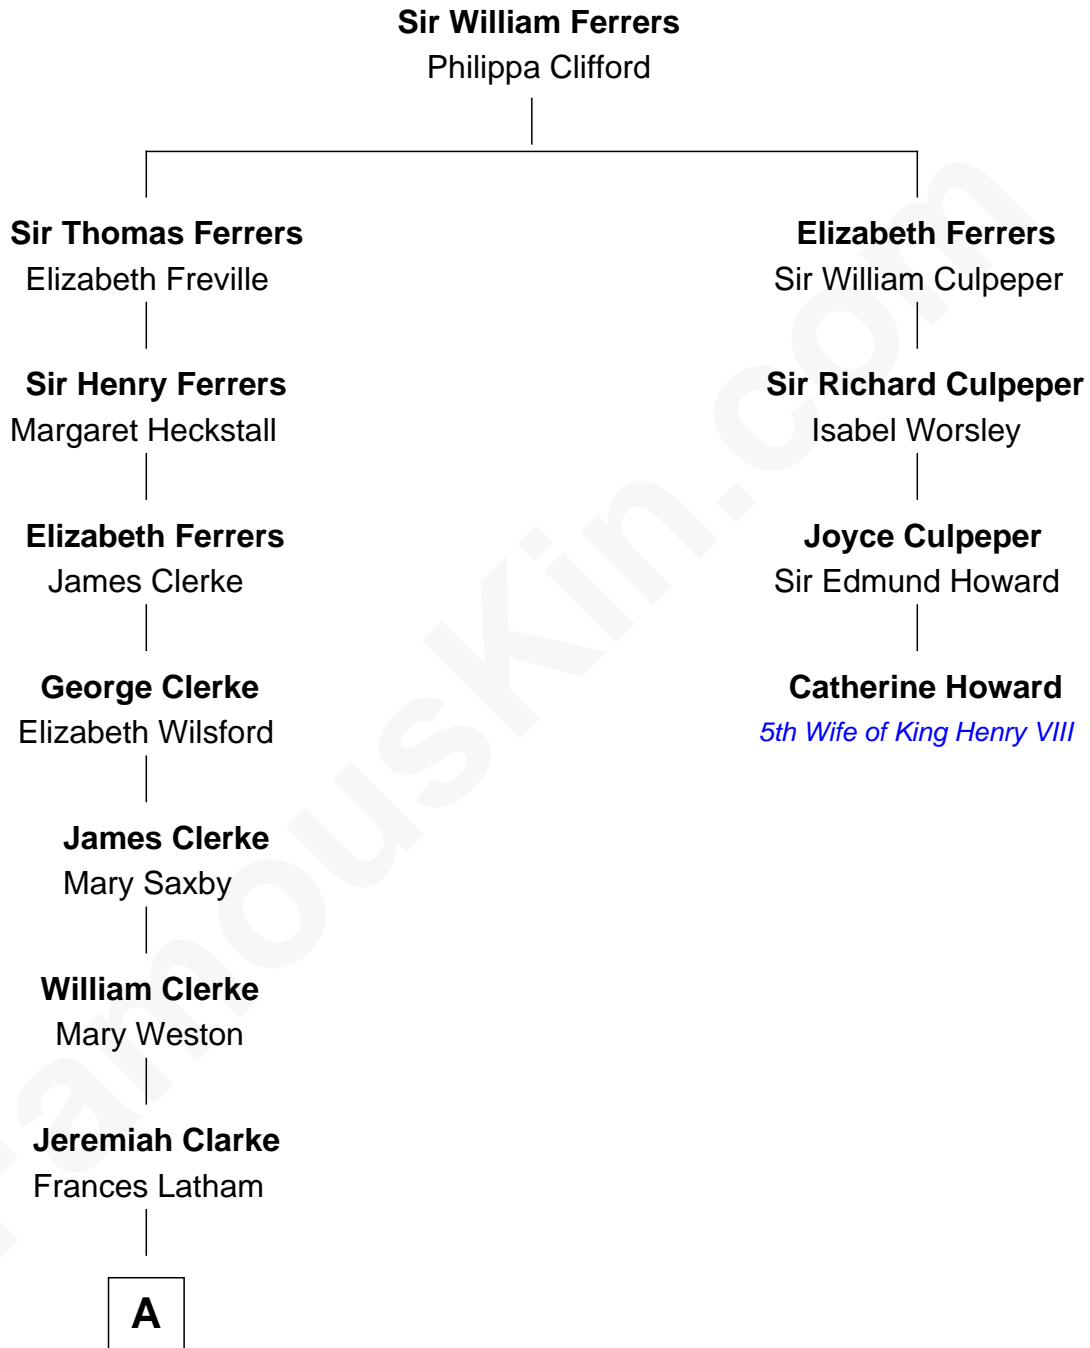 Sir William Ferrers
Philippa Clifford
Sir Thomas Ferrers
Elizabeth Freville
Elizabeth Ferrers
Sir William Culpeper
Sir Henry Ferrers
Margaret Heckstall
Sir Richard Culpeper
Isabel Worsley
Elizabeth Ferrers
James Clerke
Joyce Culpeper
Sir Edmund Howard
George Clerke
Elizabeth Wilsford
Catherine Howard
5th Wife of King Henry VIII
James Clerke
Mary Saxby
William Clerke
Mary Weston
Jeremiah Clarke
Frances Latham
A
FamousKin.com